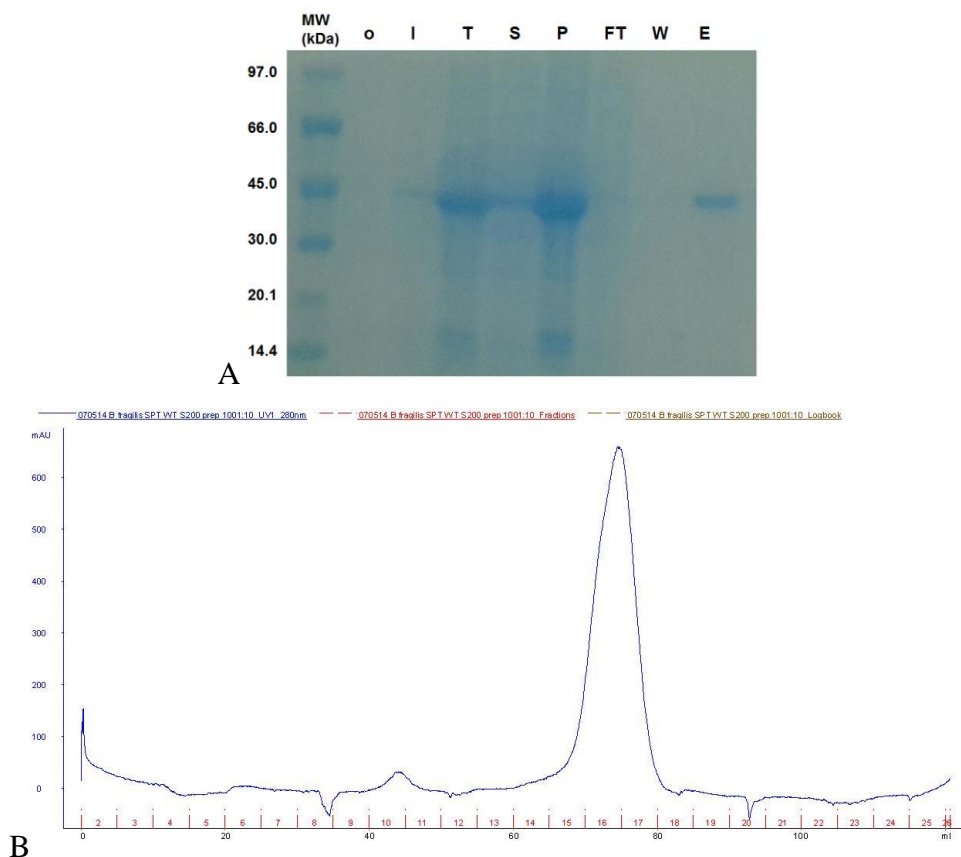 MW (kDa) o I T S P FT W E
97.0
66.0
45.0
30.0
20.1
14.4
A
070514 B fragilis SPT WT S200 prep 1001:10_UV1_280nm 070514 B fragilis SPT WT S200 prep 1001:10_Fractions 070514 B fragilis SPT WT S200 prep 1001:10_Logbook
mAU
600
500
400
300
200
100
0
2 3 4 5 6 7 8 9 10 11 12 13 14 15 16 17 18 19 20 21 22 23 24 25 26
0 20 40 60 80 100 ml
B